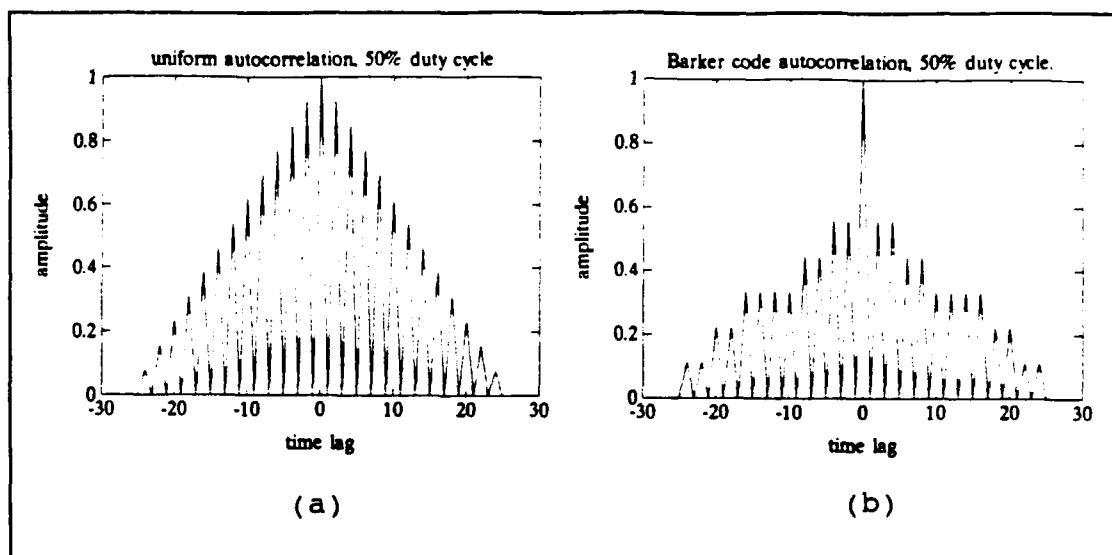 uniform autocorrelation, 50% duty cycle
1
0.8
0.6
0.4
0.2
0
amplitude
-30 -20 -10 0 10 20 30
time lag
(a)
Barker code autocorrelation, 50% duty cycle.
1
0.8
0.6
0.4
0.2
0
amplitude
-30 -20 -10 0 10 20 30
time lag
(b)